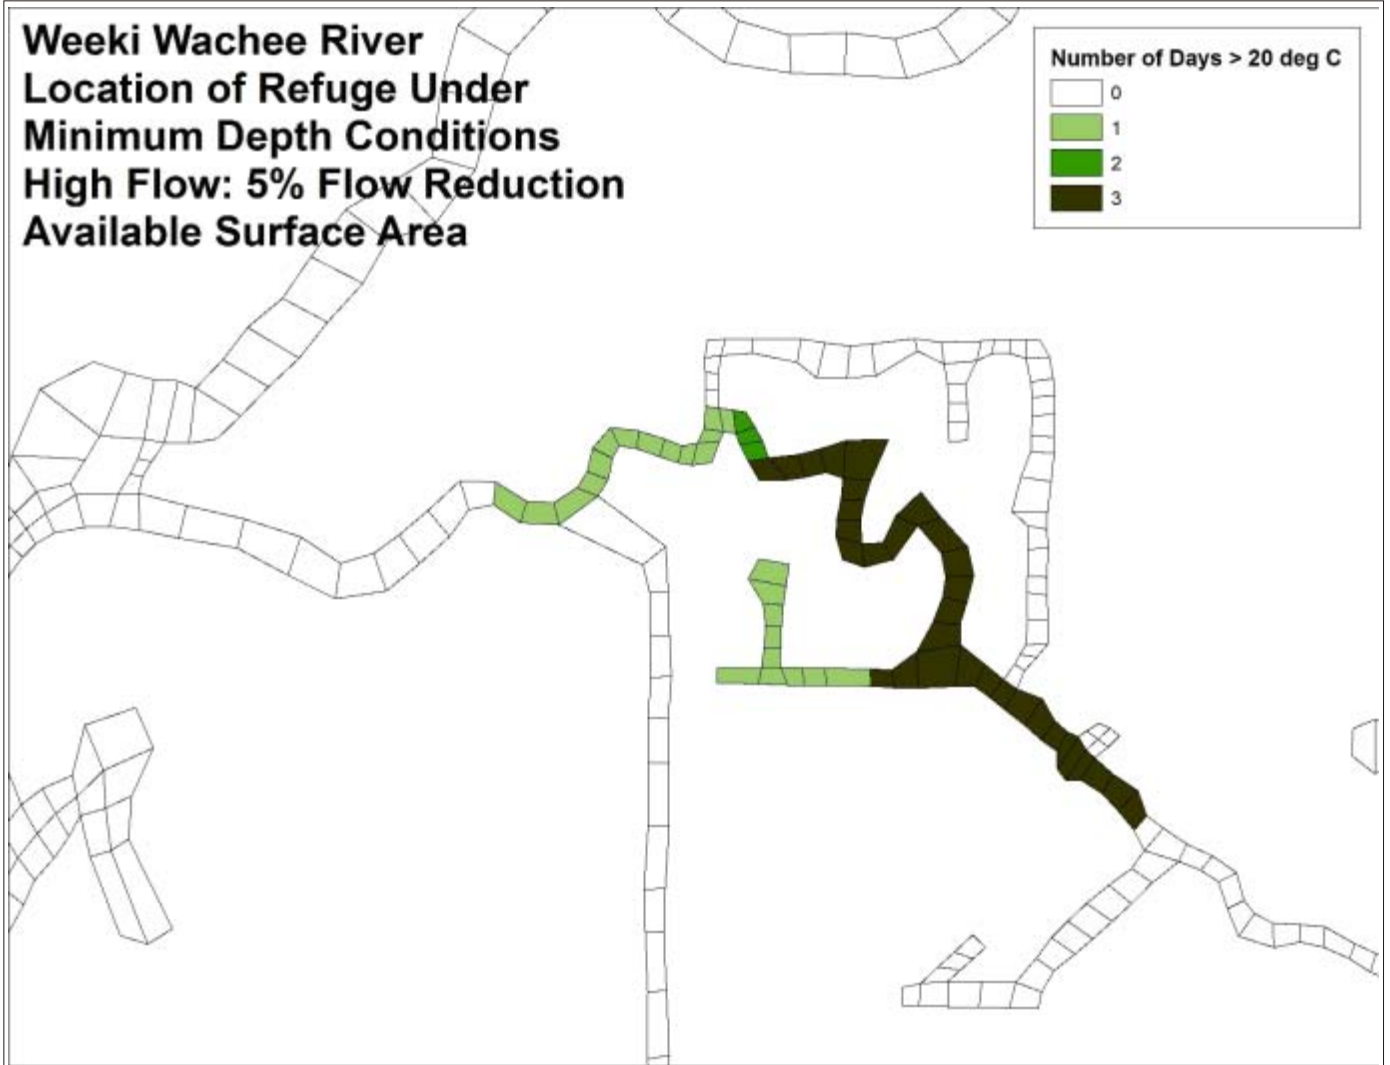 Weeki Wachee River
Location of Refuge Under
Minimum Depth Conditions
High Flow: 5% Flow Reduction
Available Surface Area
Number of Days > 20 deg C
0
1
2
3